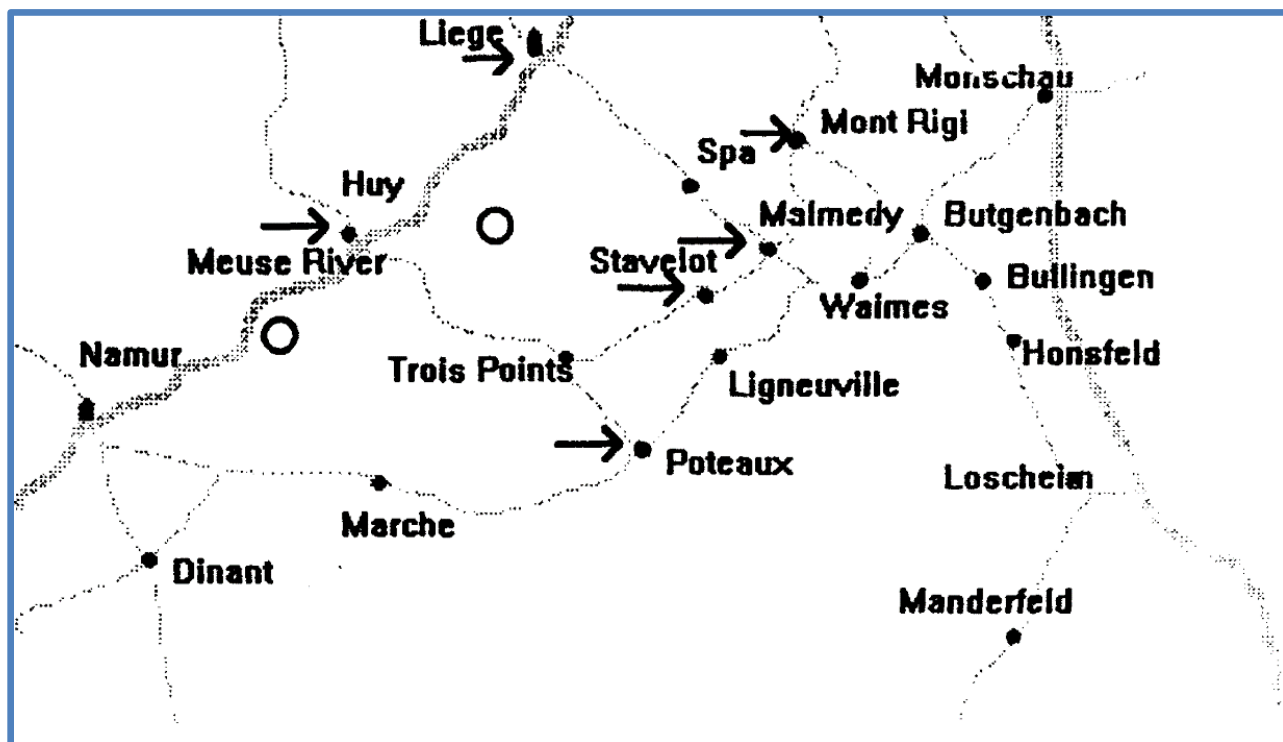 Liege
Monschau
Mont Rigi
Spa
Huy
Malmedy
Butgenbach
Meuse River
Stavelot
Bullingen
Waimes
Namur
Trois Points
Ligneuville
Honsfeld
Poteaux
Loscheim
Marche
Dinant
Manderfeld